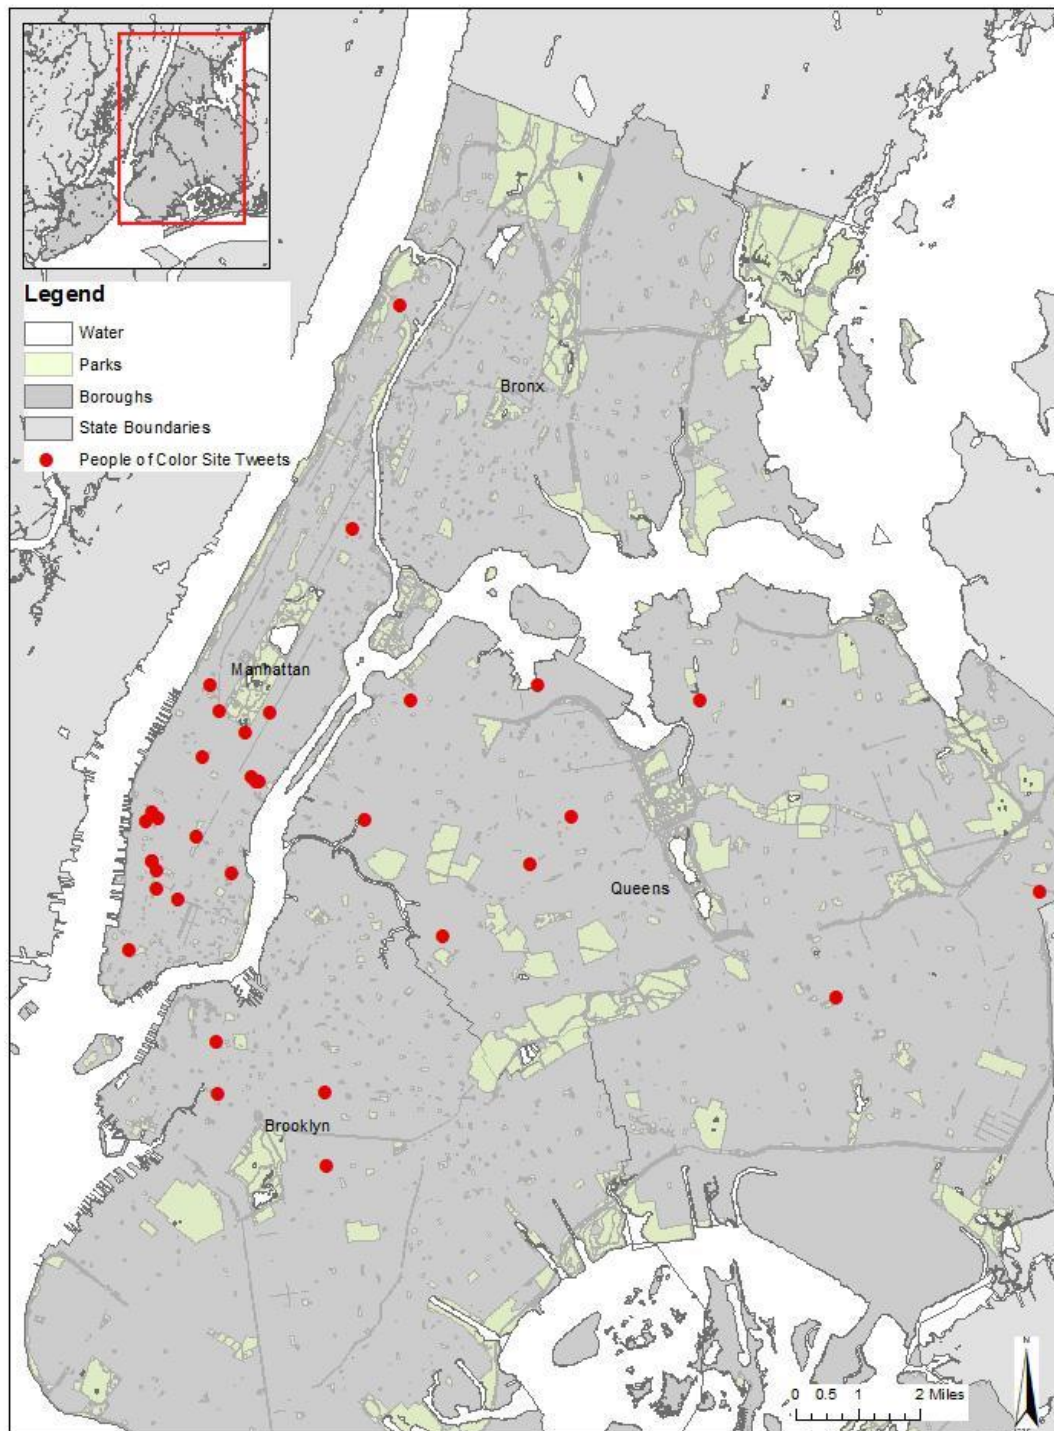 Legend
Water
Parks
Boroughs
State Boundaries
People of Color Site Tweets
Bronx
Manhattan
Queens
Brooklyn
N
0 0.5 1 2 Miles